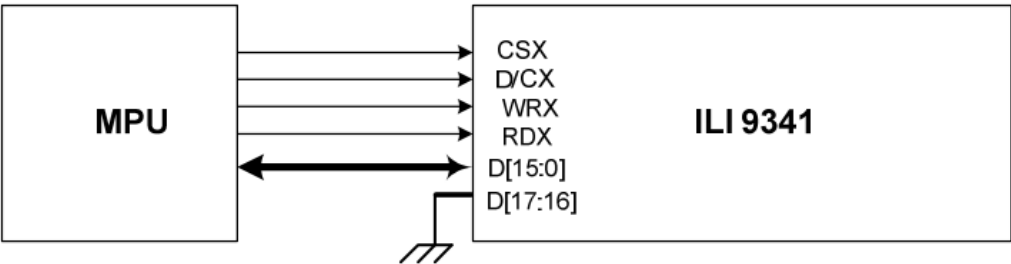 MPU
CSX
D/CX
WRX
RDX
D[15:0]
D[17:16]
ILI 9341